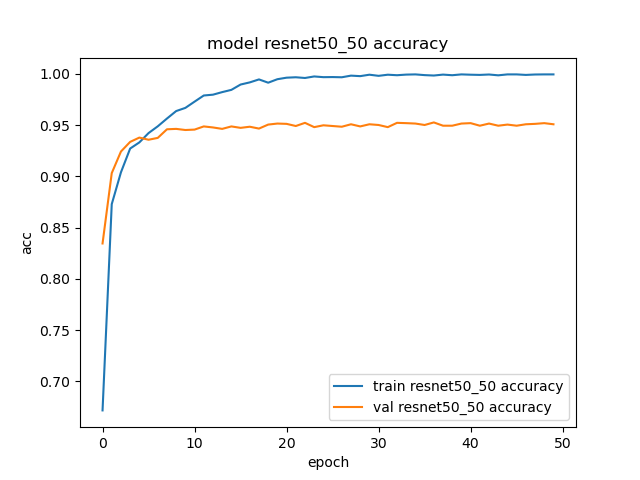 model resnet50_50 accuracy
1.00
0.95
0.90
0.85
0.80
0.75
0.70
acc
train resnet50_50 accuracy
val resnet50_50 accuracy
0 10 20 30 40 50
epoch